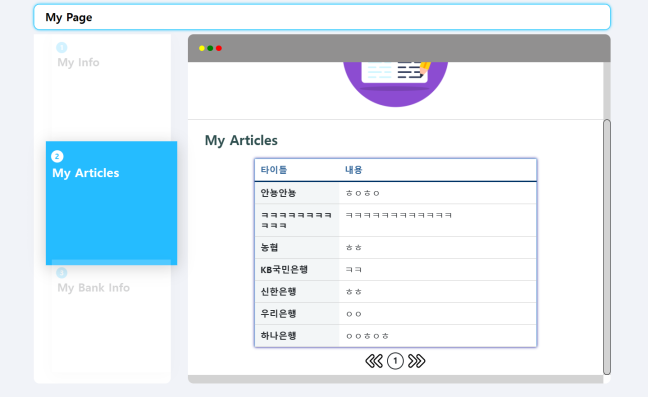 My Page
1
My Info
2
My Articles
3
My Bank Info
My Articles
타이틀 내용
안농안농 ㅎㅇㅎㅇ
ㅋㅋㅋㅋㅋㅋㅋㅋ ㅋㅋㅋㅋㅋㅋㅋㅋㅋㅋㅋㅋ
ㅋㅋㅋ
농협 ㅎㅎ
KB국민은행 ㅋㅋ
신한은행 ㅎㅎ
우리은행 ㅇㅇ
하나은행 ㅇㅇㅎㅇㅎ
1